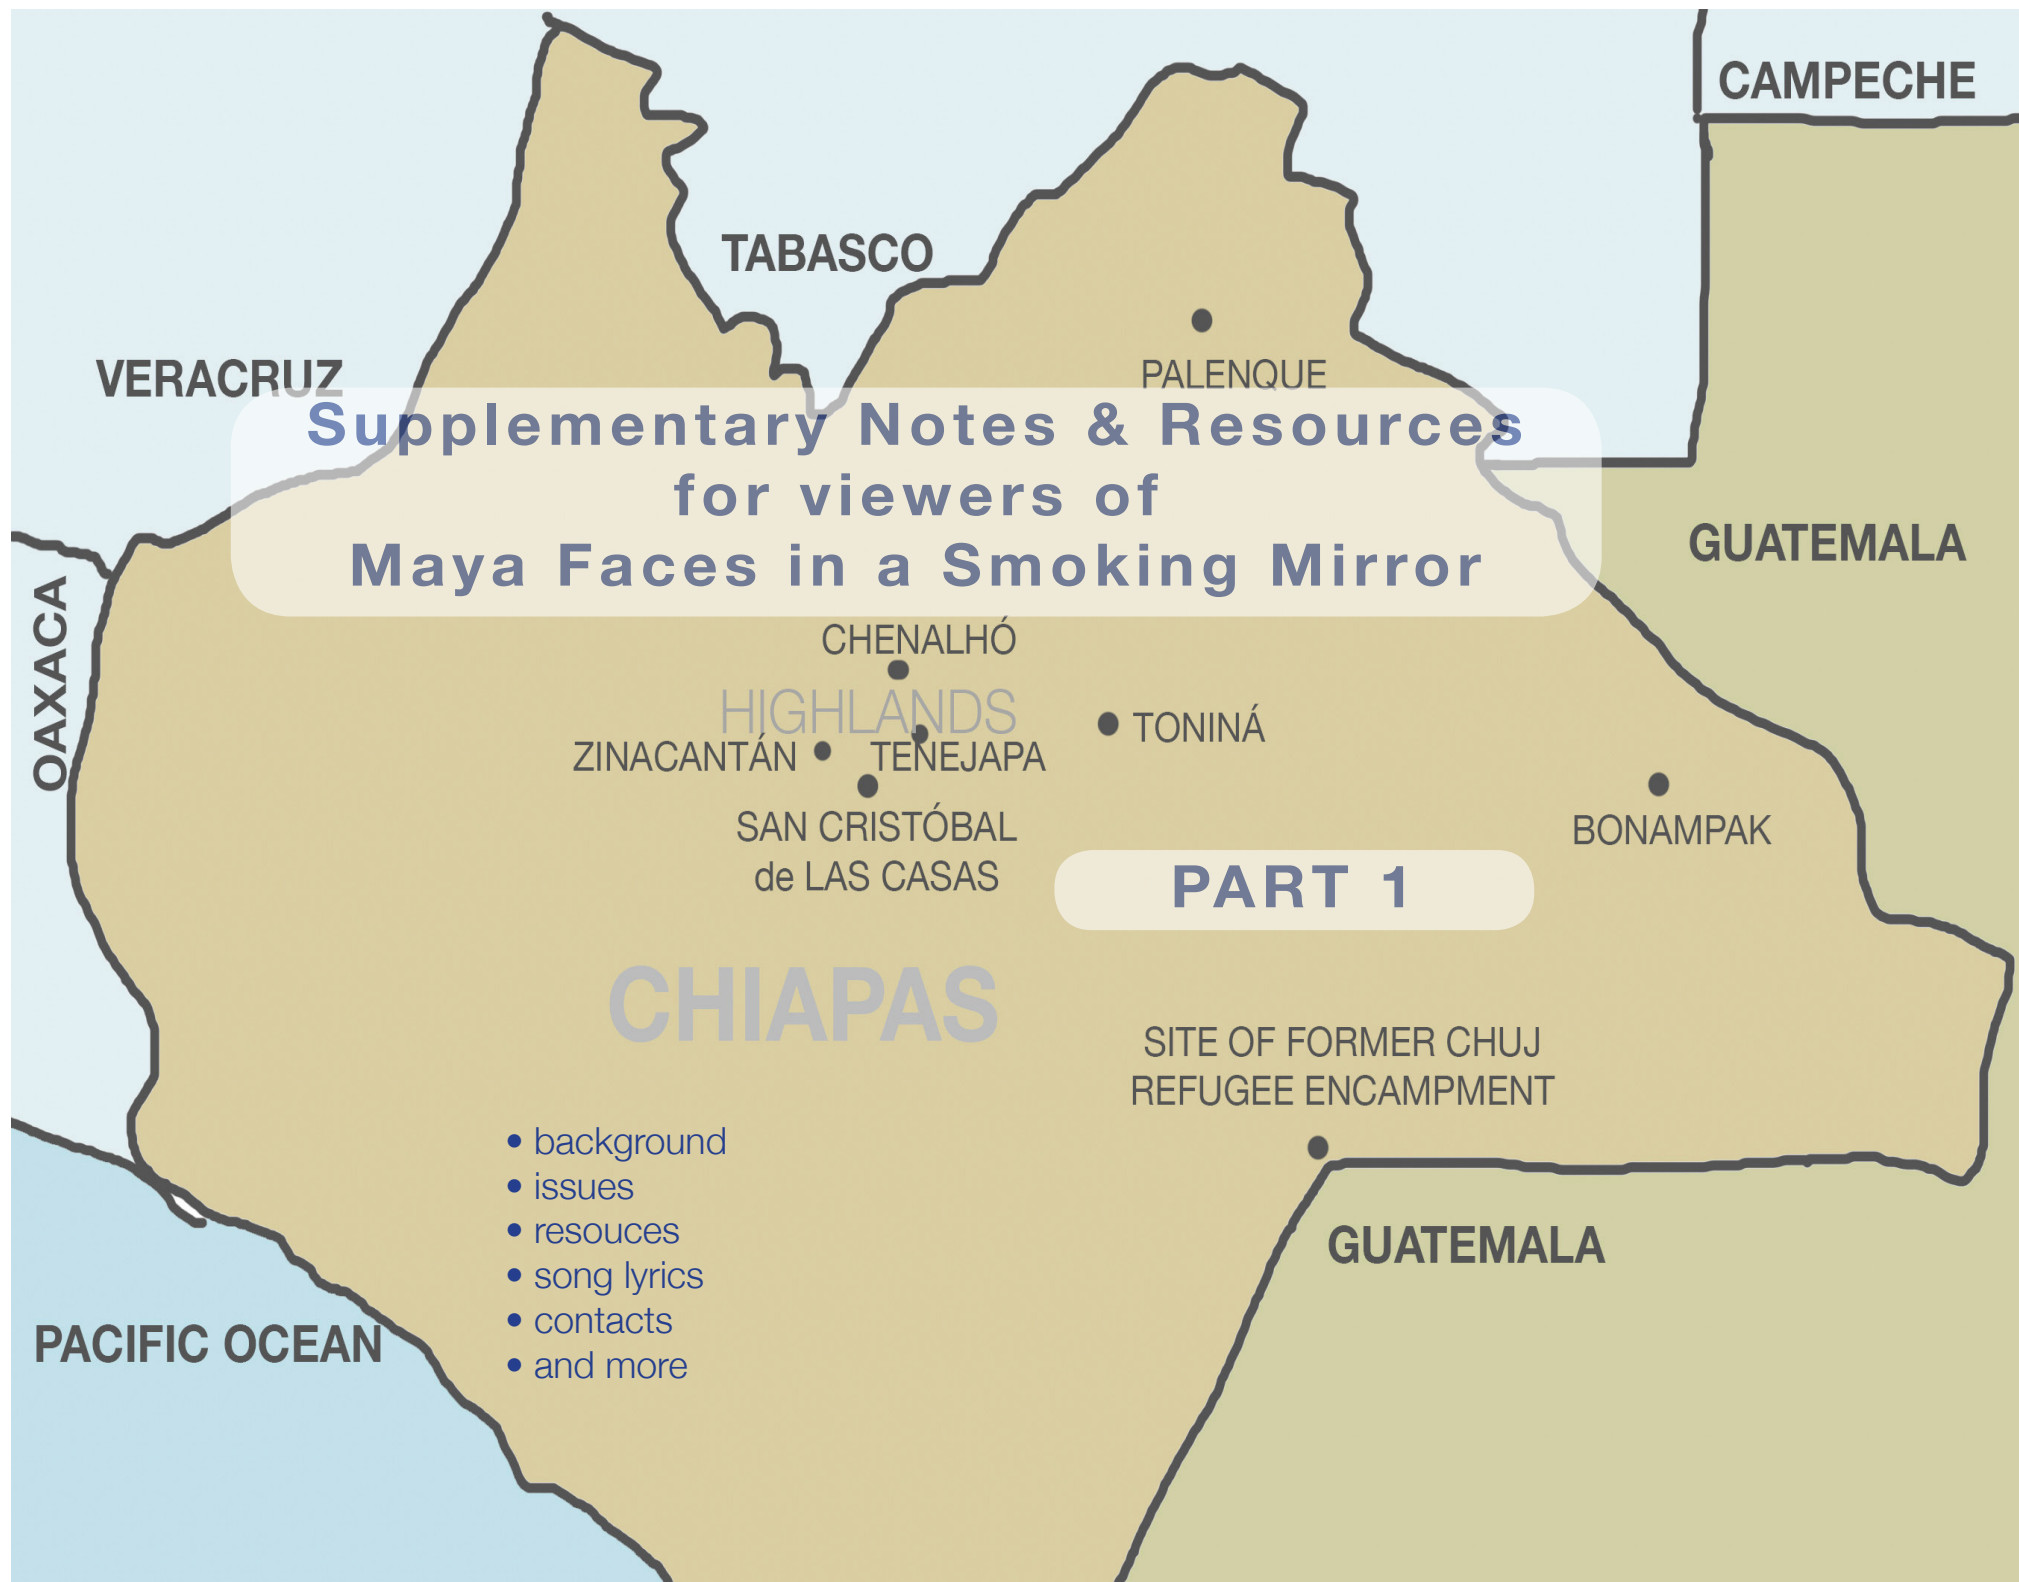 CAMPECHE
TABASCO
VERACRUZ
PALENQUE
Supplementary Notes & Resources
for viewers of
Maya Faces in a Smoking Mirror
GUATEMALA
OAXACA
CHENALHÓ
HIGHLANDS
TONINÁ
ZINACANTÁN
TENEJAPA
SAN CRISTÓBAL
de LAS CASAS
BONAMPAK
PART 1
CHIAPAS
SITE OF FORMER CHUJ
REFUGEE ENCAMPMENT
• background
• issues
• resouces
• song lyrics
• contacts
• and more
GUATEMALA
PACIFIC OCEAN